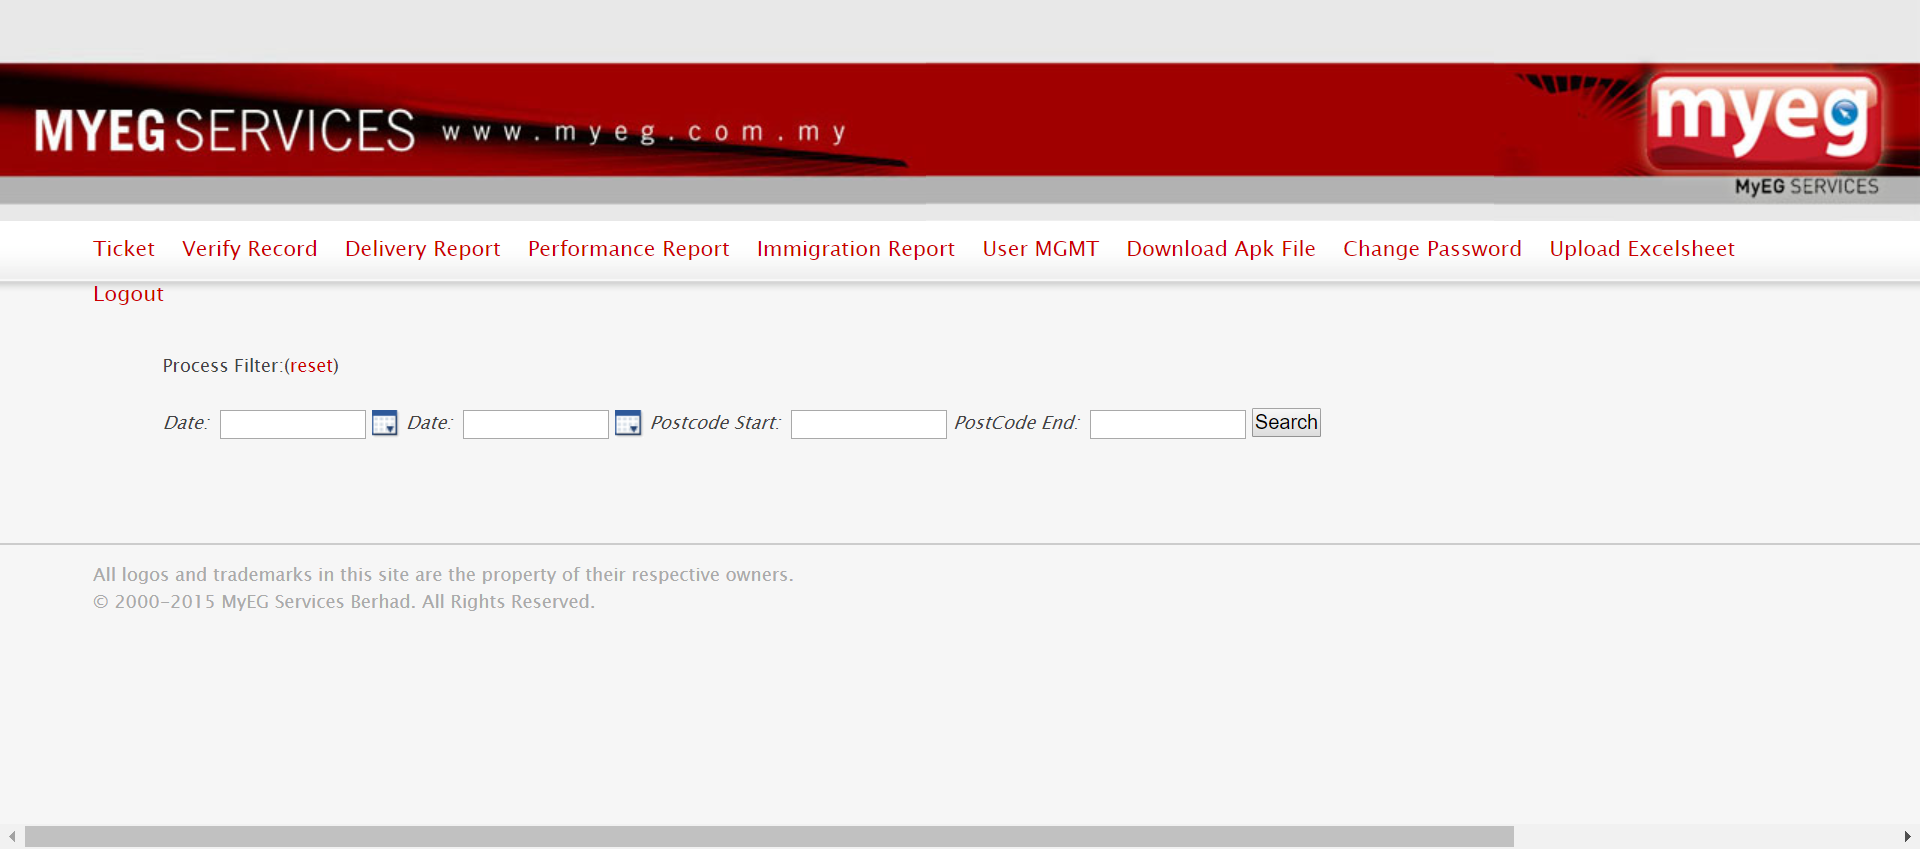 MYEG SERVICES www.myeg.com.my
myeg
MyEG SERVICES
Ticket Verify Record Delivery Report Performance Report Immigration Report User MGMT Download Apk File Change Password Upload Excelsheet
Logout
Process Filter:(reset)
Date: Date: Postcode Start: PostCode End: Search
All logos and trademarks in this site are the property of their respective owners.
© 2000-2015 MyEG Services Berhad. All Rights Reserved.